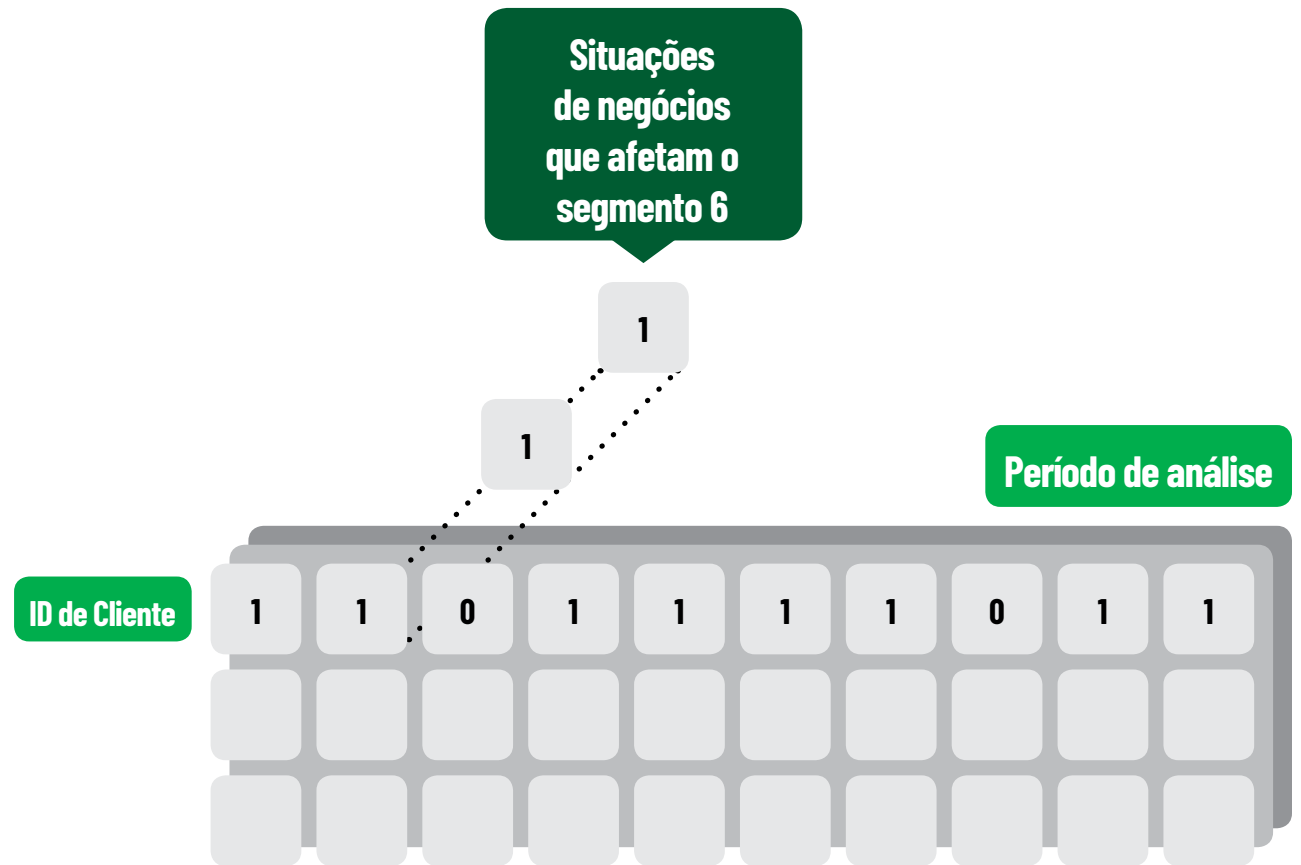 Situações
de negócios
que afetam o
segmento 6
1
1
Período de análise
ID de Cliente 1 1 0 1 1 1 1 0 1 1